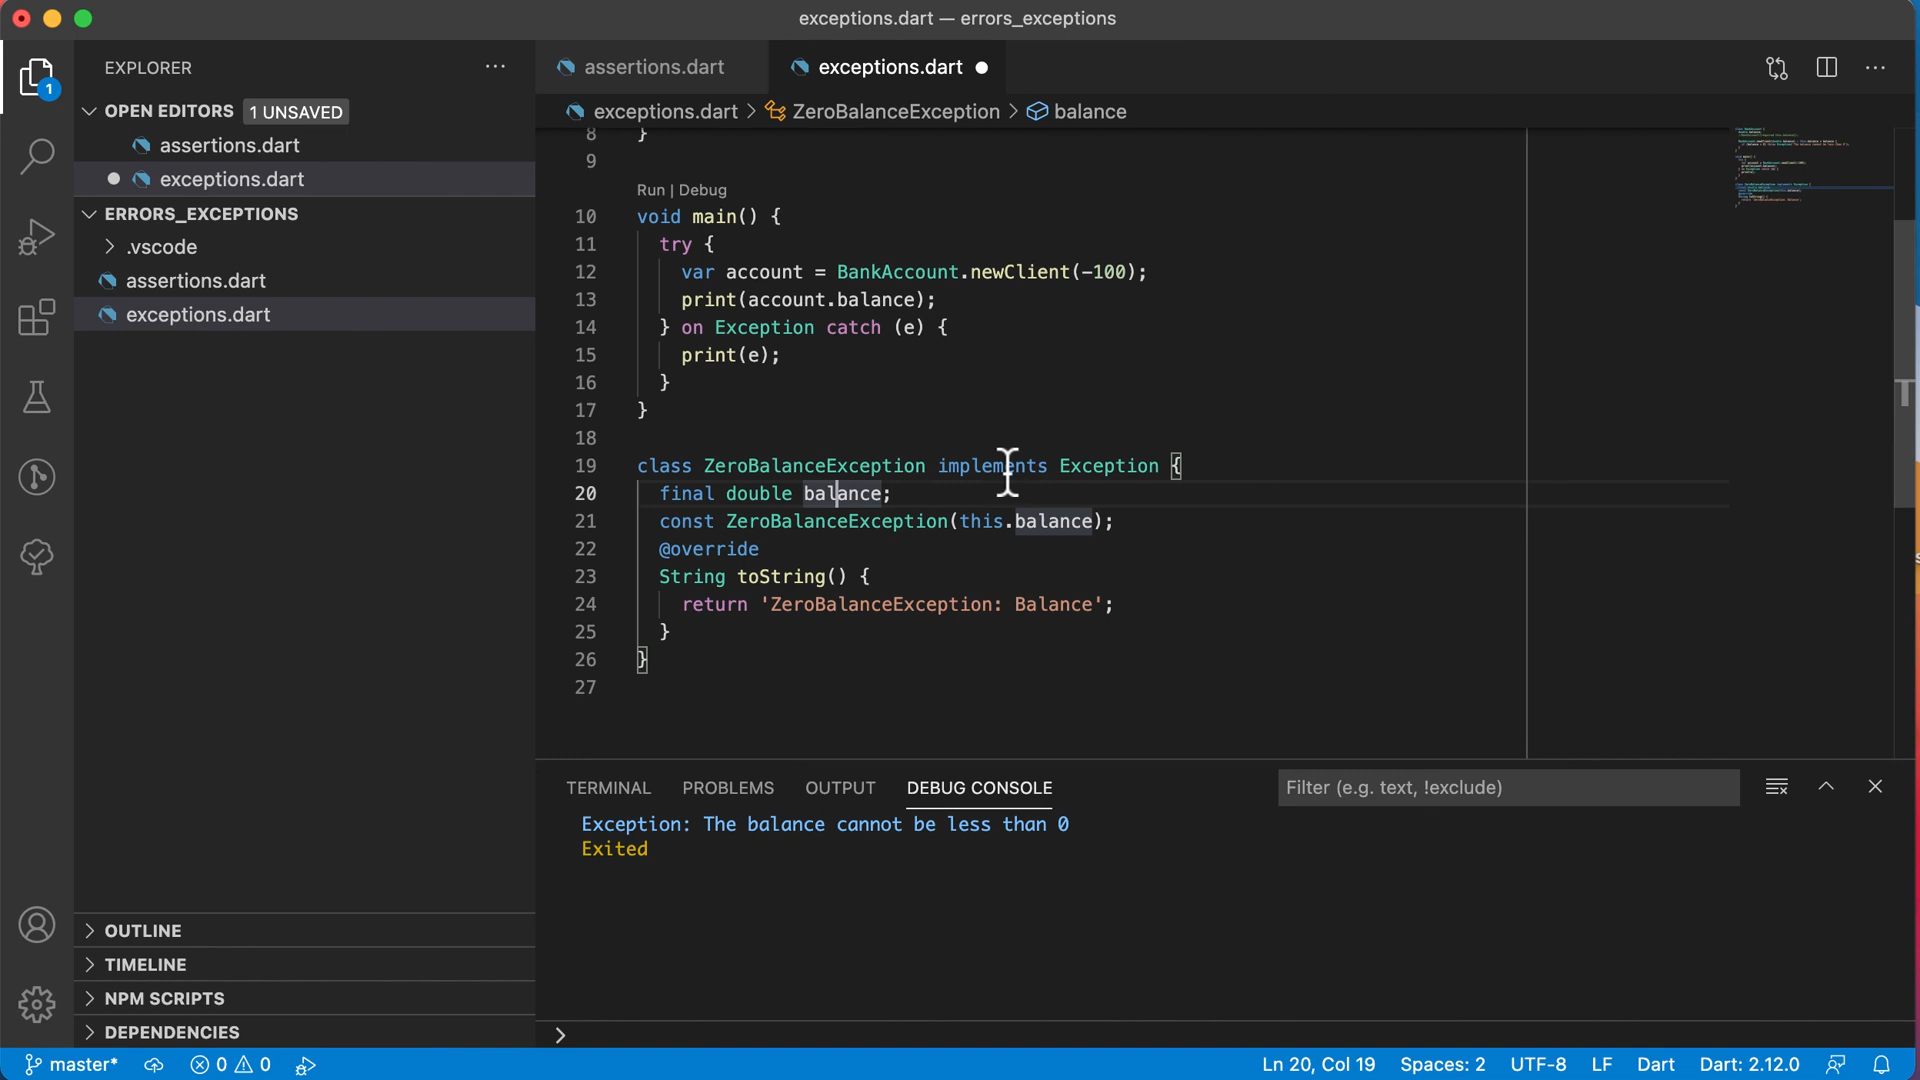 exceptions.dart — errors_exceptions
EXPLORER
OPEN EDITORS 1 UNSAVED
assertions.dart
exceptions.dart
ERRORS_EXCEPTIONS
.vscode
assertions.dart
exceptions.dart
OUTLINE
TIMELINE
NPM SCRIPTS
DEPENDENCIES
1
assertions.dart
exceptions.dart
exceptions.dart > ZeroBalanceException > balance
8 }
9
Run | Debug
10 void main() {
11 try {
12 var account = BankAccount.newClient(-100);
13 print(account.balance);
14 } on Exception catch (e) {
15 print(e);
16 }
17 }
18
19 class ZeroBalanceException implements Exception {
20 final double balance;
21 const ZeroBalanceException(this.balance);
22 @override
23 String toString() {
24 return 'ZeroBalanceException: Balance';
25 }
26 }
27
TERMINAL PROBLEMS OUTPUT DEBUG CONSOLE Filter (e.g. text, !exclude)
Exception: The balance cannot be less than 0
Exited
master* 0 0 Ln 20, Col 19 Spaces: 2 UTF-8 LF Dart Dart: 2.12.0